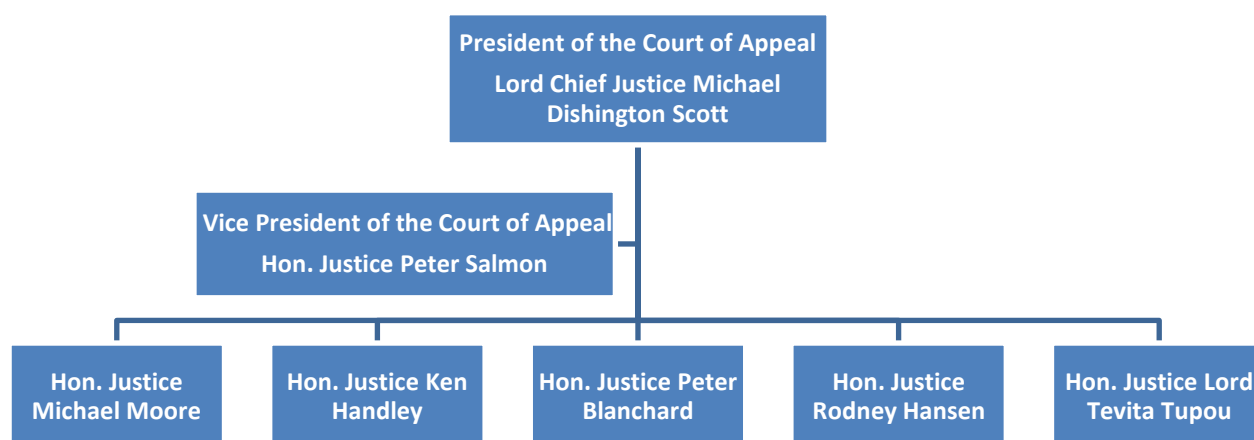 President of the Court of Appeal
Lord Chief Justice Michael
Dishington Scott
Vice President of the Court of Appeal
Hon. Justice Peter Salmon
Hon. Justice
Michael Moore
Hon. Justice Ken
Handley
Hon. Justice Peter
Blanchard
Hon. Justice
Rodney Hansen
Hon. Justice Lord
Tevita Tupou